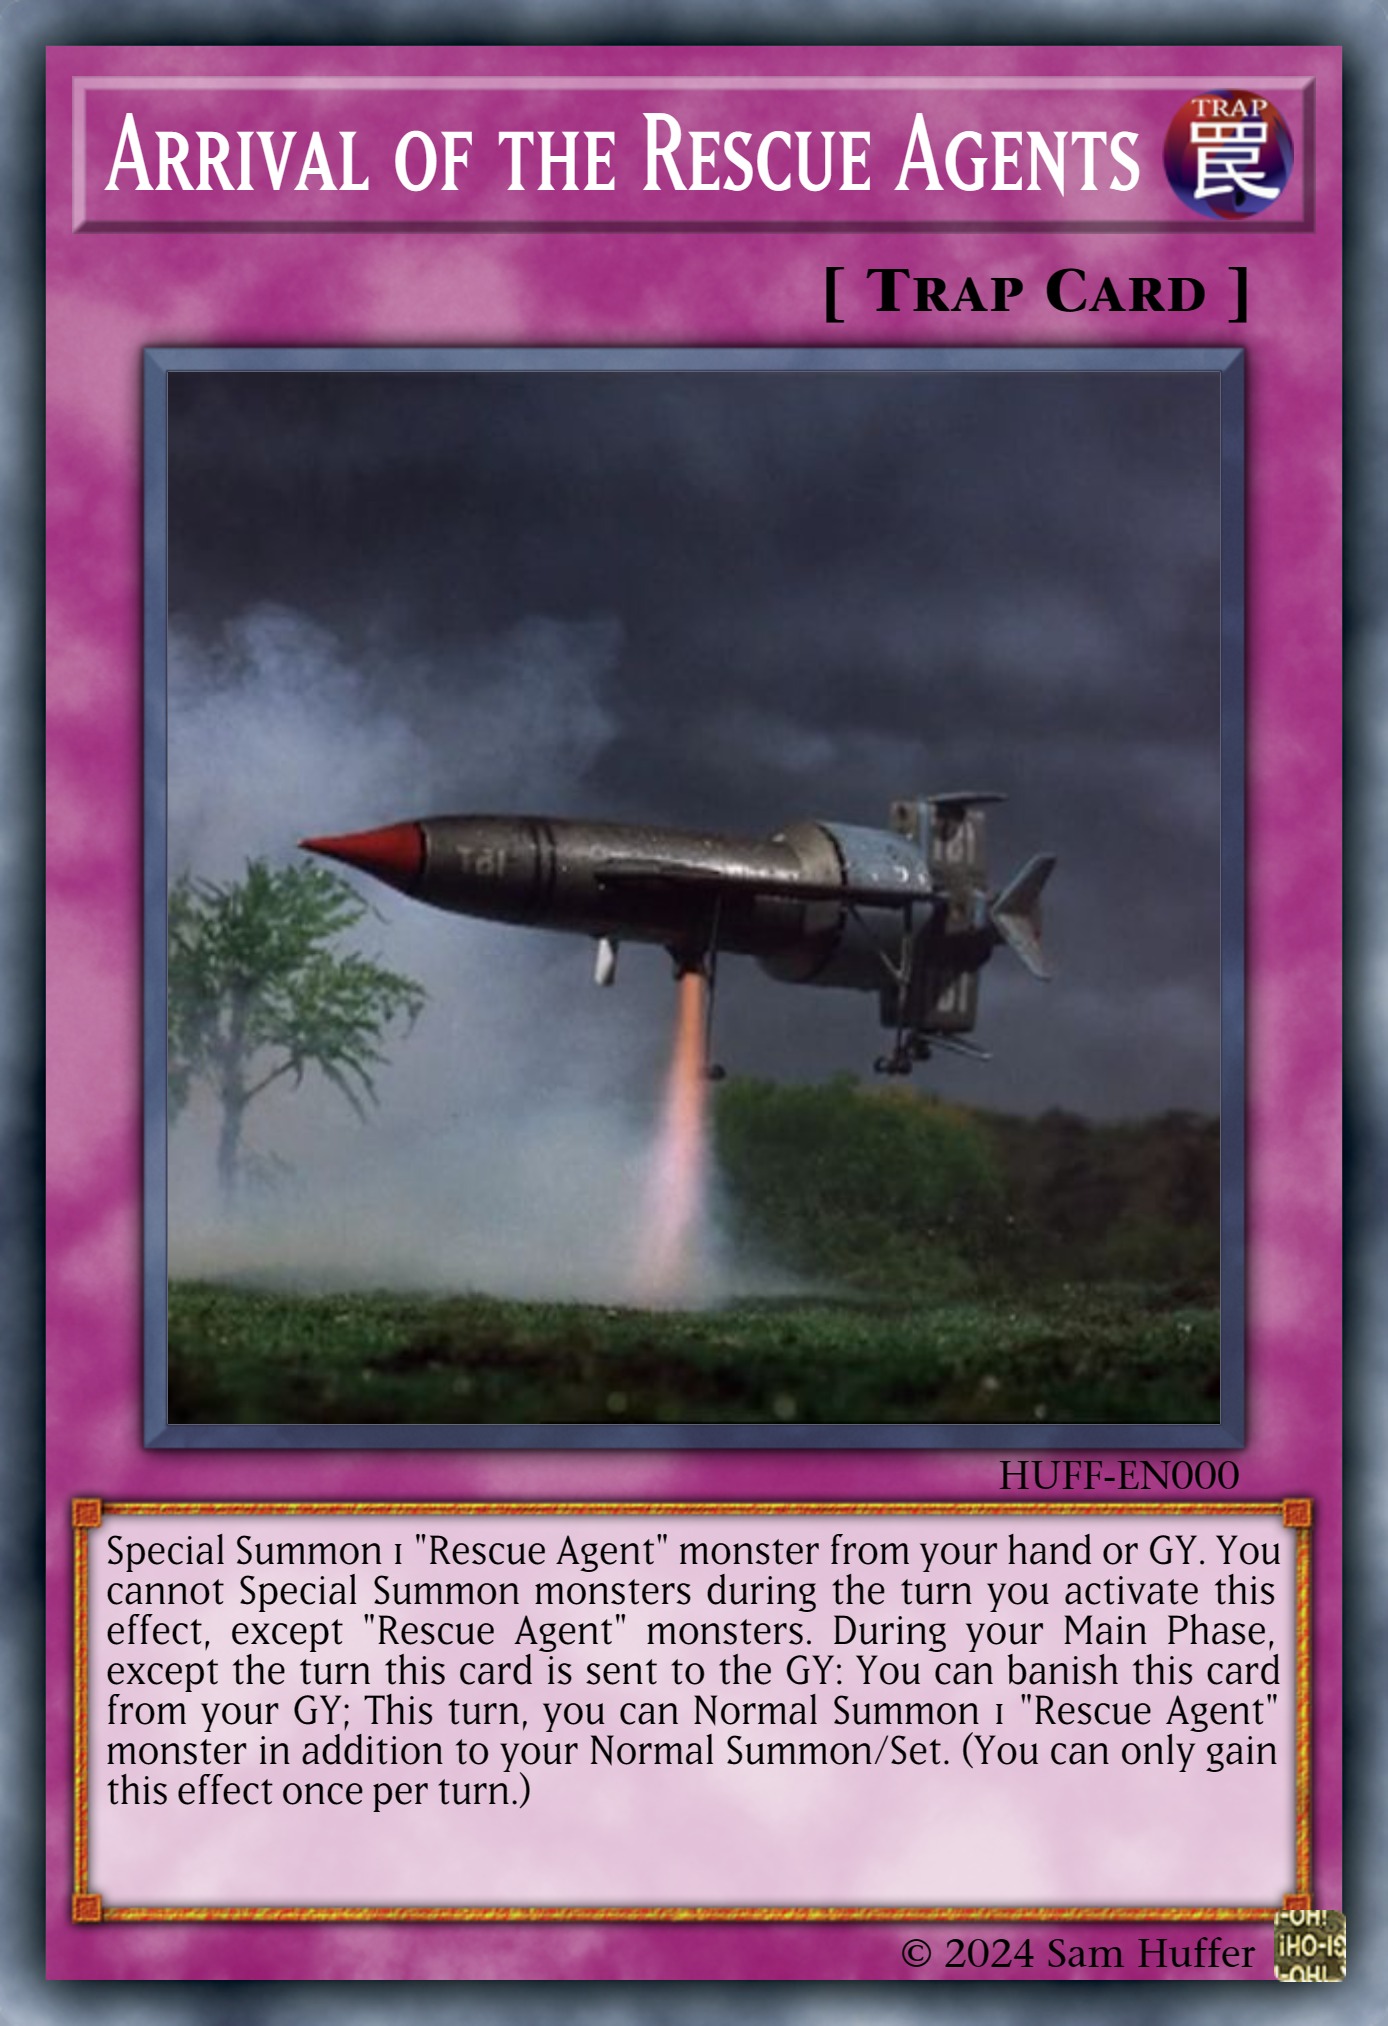 ARRIVAL OF THE RESCUE AGENTS
TRAP
罠
[ TRAP CARD ]
HUFF-EN000
Special Summon 1 "Rescue Agent" monster from your hand or GY. You
cannot Special Summon monsters during the turn you activate this
effect, except "Rescue Agent" monsters. During your Main Phase,
except the turn this card is sent to the GY: You can banish this card
from your GY; This turn, you can Normal Summon 1 "Rescue Agent"
monster in addition to your Normal Summon/Set. (You can only gain
this effect once per turn.)
© 2024 Sam Huffer